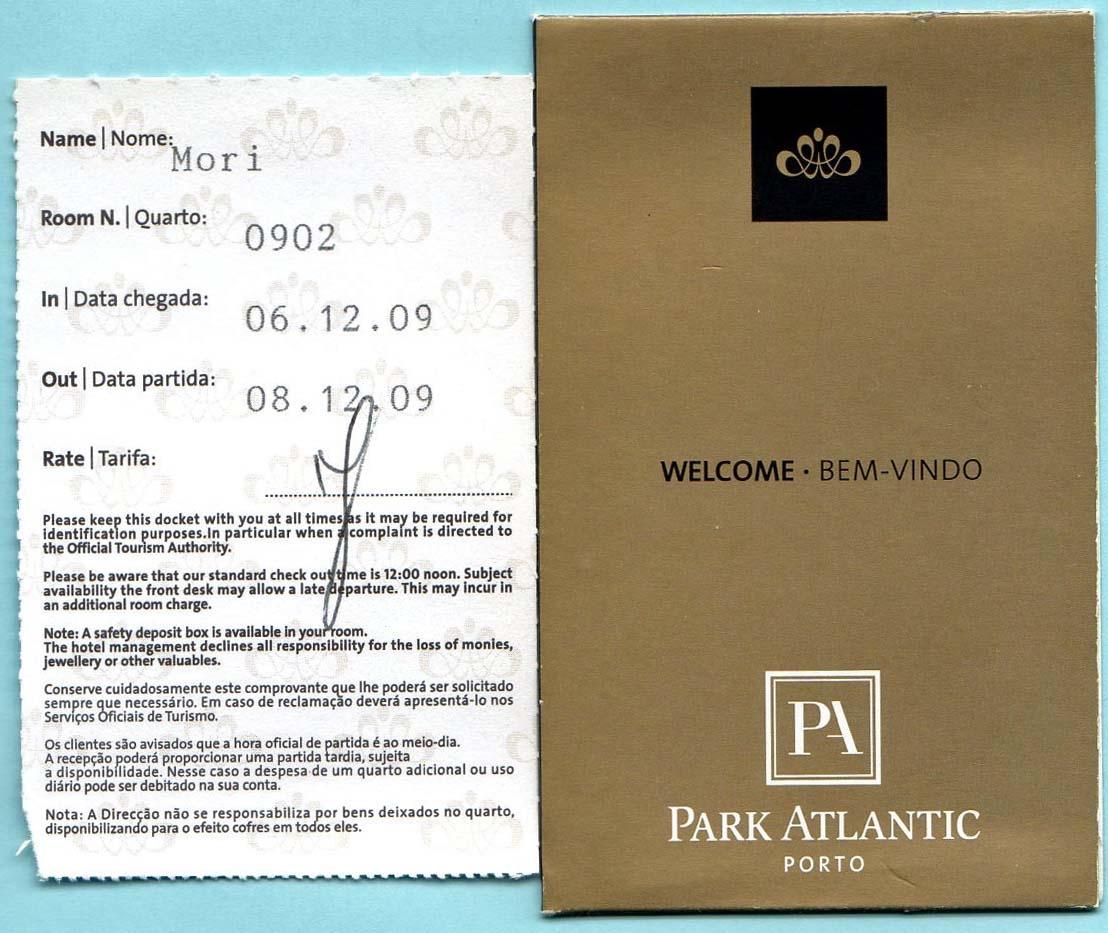 Name | Nome:
Mori
Room N. | Quarto:
0902
In | Data chegada:
06.12.09
Out | Data partida:
08.12.09
Rate | Tarifa:
Please keep this docket with you at all times as it may be required for
identification purposes.In particular when a complaint is directed to
the Official Tourism Authority.
Please be aware that our standard check out time is 12:00 noon. Subject
availability the front desk may allow a late departure. This may incur in
an additional room charge.
Note: A safety deposit box is available in your room.
The hotel management declines all responsibility for the loss of monies,
jewellery or other valuables.
Conserve cuidadosamente este comprovante que lhe poderá ser solicitado
sempre que necessário. Em caso de reclamação deverá apresentá-lo nos
Serviços Oficiais de Turismo.
Os clientes são avisados que a hora oficial de partida é ao meio-dia.
A recepção poderá proporcionar uma partida tardia, sujeita
a disponibilidade. Nesse caso a despesa de um quarto adicional ou uso
diário pode ser debitado na sua conta.
Nota: A Direcção não se responsabiliza por bens deixados no quarto,
disponibilizando para o efeito cofres em todos eles.
WELCOME · BEM-VINDO
PA
PARK ATLANTIC
PORTO